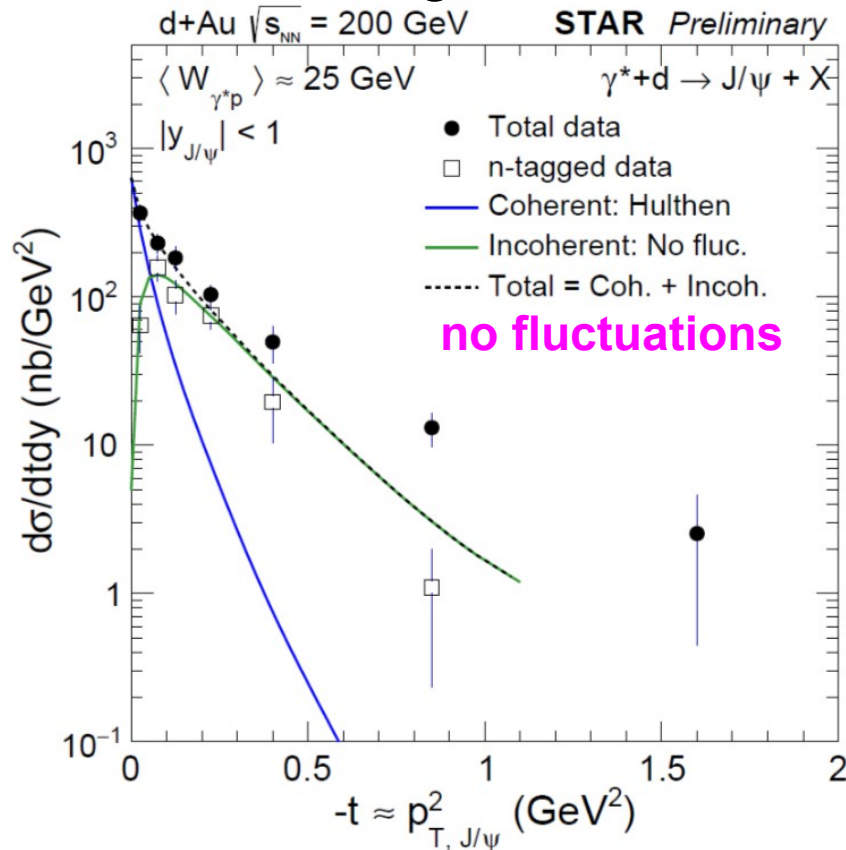 d+Au √s_NN = 200 GeV STAR Preliminary
⟨ W_γ*p ⟩ ≈ 25 GeV γ*+d → J/ψ + X
|y_J/ψ| < 1
Total data
n-tagged data
Coherent: Hulthen
Incoherent: No fluc.
Total = Coh. + Incoh.
no fluctuations
dσ/dtdy (nb/GeV²)
10³
10²
10
1
10⁻¹
0 0.5 1 1.5 2
-t ≈ p²_T, J/ψ (GeV²)